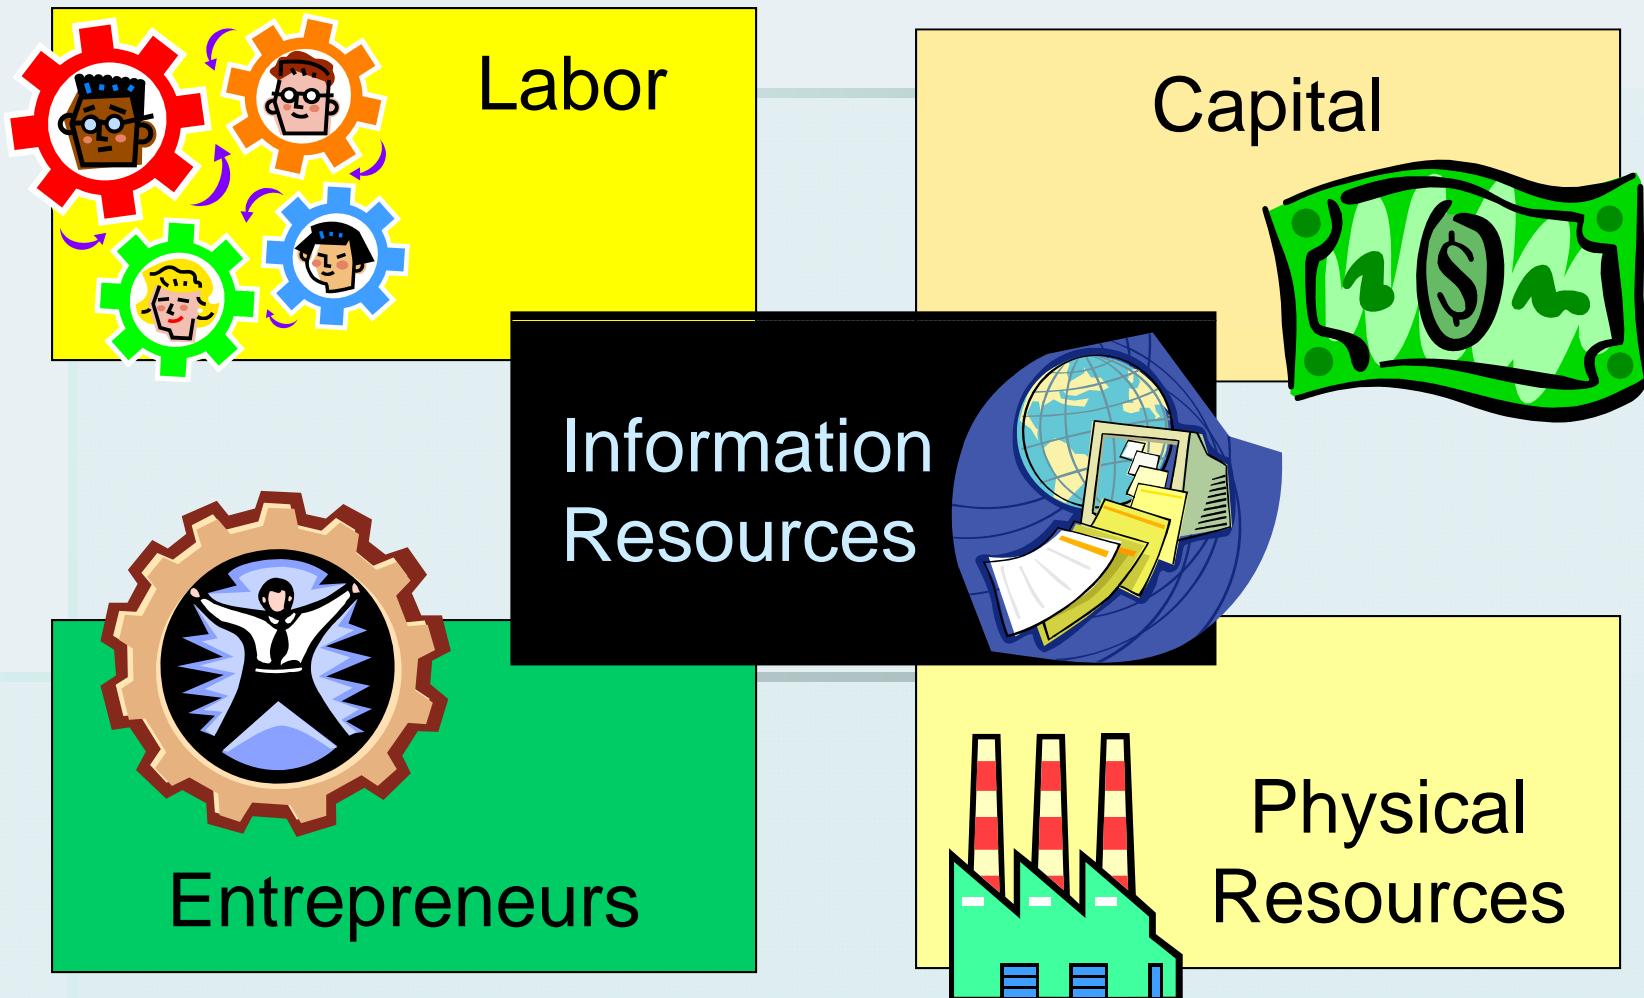 Labor
Capital
$
Information
Resources
Entrepreneurs
Physical
Resources